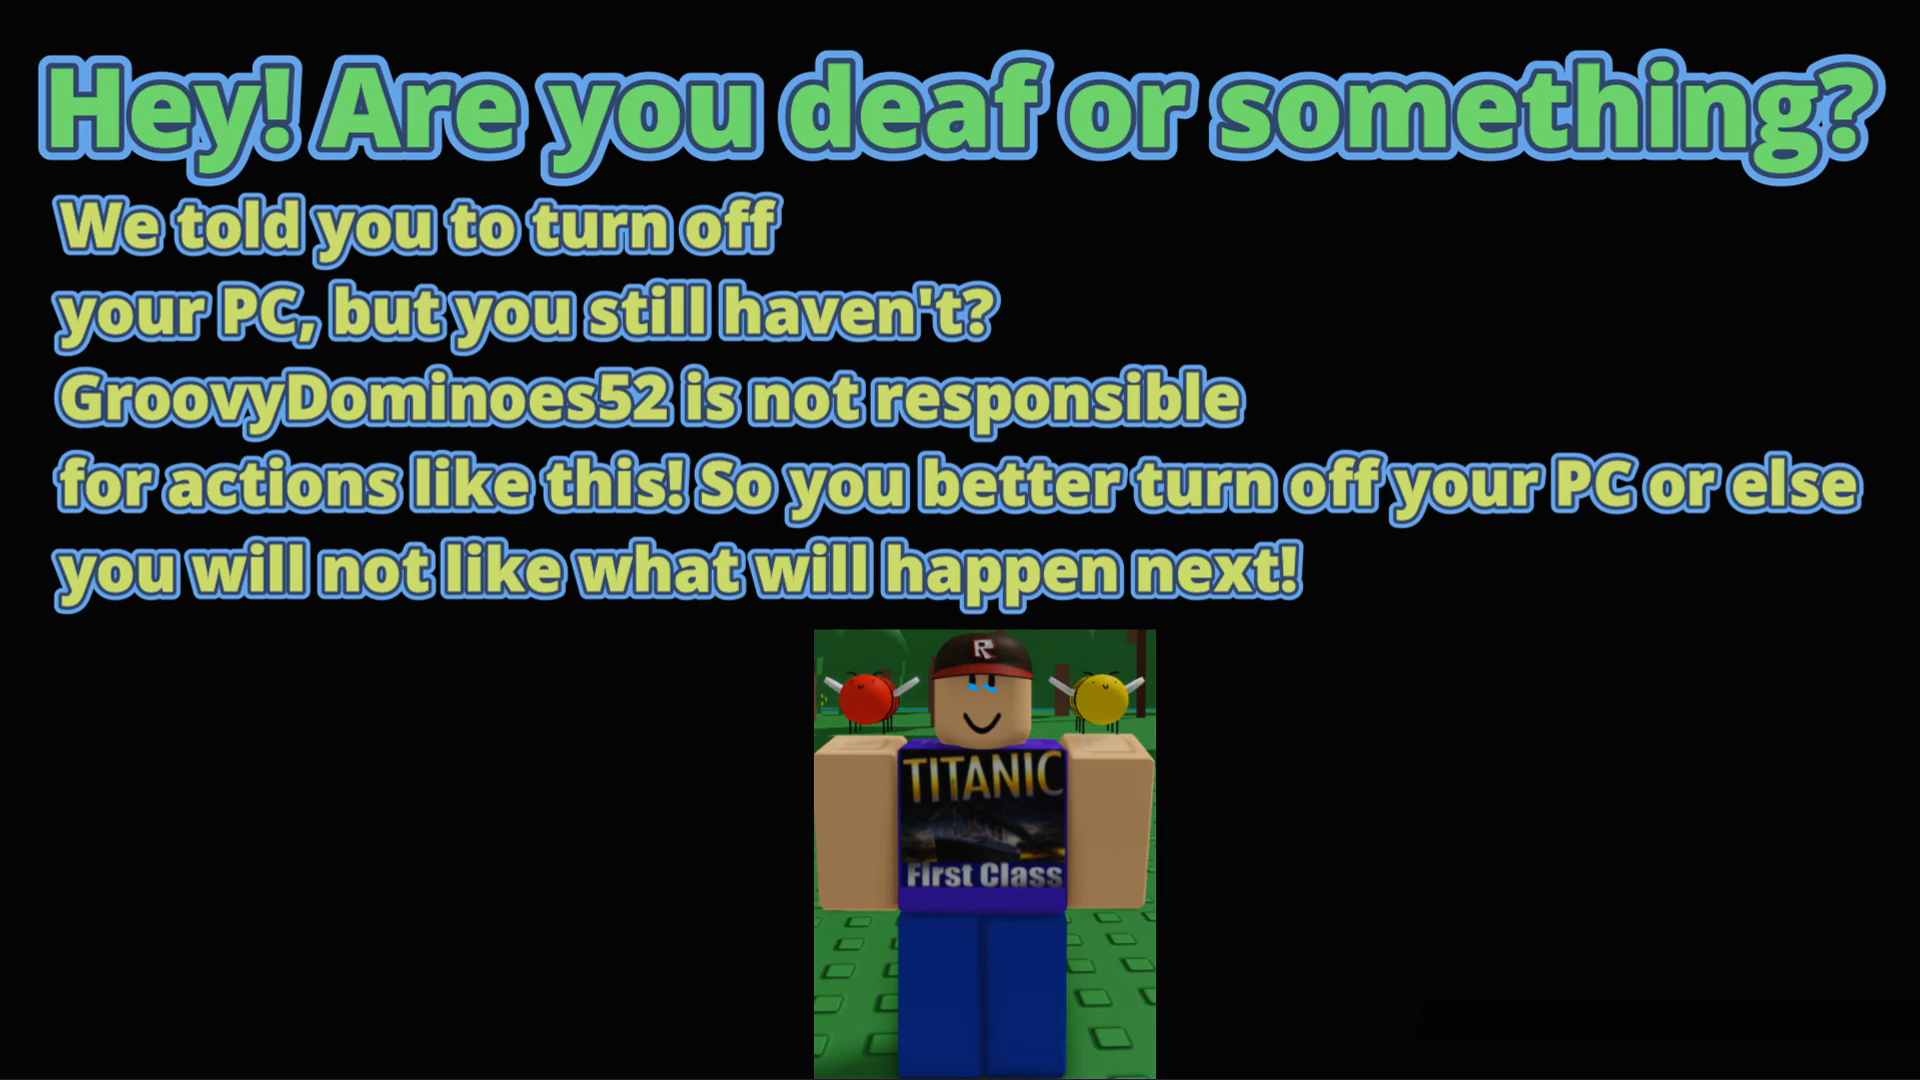 Hey! Are you deaf or something?
We told you to turn off
your PC, but you still haven't?
GroovyDominoes52 is not responsible
for actions like this! So you better turn off your PC or else
you will not like what will happen next!
R
TITANIC
First Class